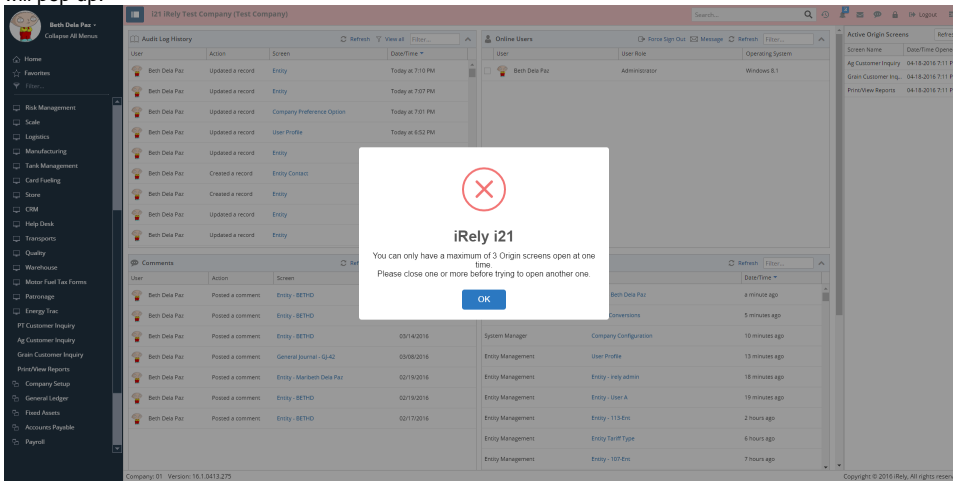 will pop up.
Beth Dela Paz
Collapse All Menus
i21 iRely Test Company (Test Company)
Search...
Logout
Home
Favorites
Filter...
Risk Management
Scale
Logistics
Manufacturing
Tank Management
Card Fueling
Store
CRM
Help Desk
Transports
Quality
Warehouse
Motor Fuel Tax Forms
Patronage
Energy Trac
PT Customer Inquiry
Ag Customer Inquiry
Grain Customer Inquiry
Print/View Reports
Company Setup
General Ledger
Fixed Assets
Accounts Payable
Payroll
Audit Log History Refresh View all Filter...
User Action Screen Date/Time
Beth Dela Paz Updated a record Entity Today at 7:10 PM
Beth Dela Paz Updated a record Entity Today at 7:07 PM
Beth Dela Paz Updated a record Company Preference Option Today at 7:01 PM
Beth Dela Paz Updated a record User Profile Today at 6:52 PM
Beth Dela Paz Updated a record Entity
Beth Dela Paz Created a record Entity Contact
Beth Dela Paz Created a record Entity
Beth Dela Paz Updated a record Entity
Beth Dela Paz Updated a record Entity
Online Users Force Sign Out Message Refresh Filter...
User User Role Operating System
Beth Dela Paz Administrator Windows 8.1
Active Origin Screens Refre
Screen Name Date/Time Opene
Ag Customer Inquiry 04-18-2016 7:11 P
Grain Customer Inq... 04-18-2016 7:11 P
Print/View Reports 04-18-2016 7:11 P
iRely i21
You can only have a maximum of 3 Origin screens open at one
time.
Please close one or more before trying to open another one.
OK
Comments Ref
User Action Screen
Beth Dela Paz Posted a comment Entity - BETHD
Beth Dela Paz Posted a comment Entity - BETHD
Beth Dela Paz Posted a comment Entity - BETHD 03/14/2016
Beth Dela Paz Posted a comment General Journal - GJ-42 03/08/2016
Beth Dela Paz Posted a comment Entity - Maribeth Dela Paz 02/19/2016
Beth Dela Paz Posted a comment Entity - BETHD 02/19/2016
Beth Dela Paz Posted a comment Entity - BETHD 02/17/2016
Refresh Filter...
Date/Time
Beth Dela Paz a minute ago
Conversions 5 minutes ago
System Manager Company Configuration 10 minutes ago
Entity Management User Profile 13 minutes ago
Entity Management Entity - irely admin 18 minutes ago
Entity Management Entity - User A 19 minutes ago
Entity Management Entity - 113-Ent 2 hours ago
Entity Management Entity Tariff Type 6 hours ago
Entity Management Entity - 107-Ent 7 hours ago
Company: 01 Version: 16.1.0413.275
Copyright © 2016 iRely, All rights reserv